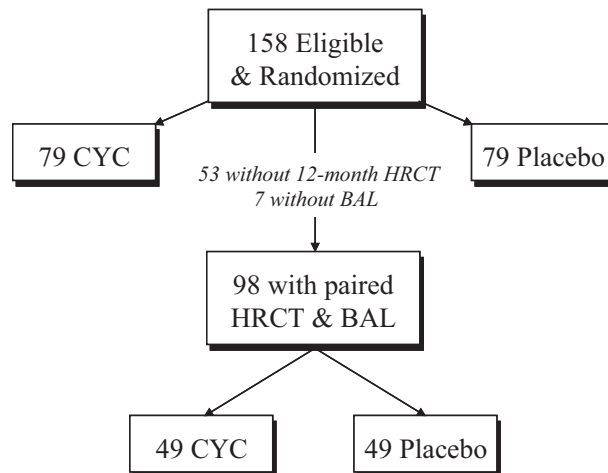 158 Eligible
& Randomized
79 CYC
79 Placebo
53 without 12-month HRCT
7 without BAL
98 with paired
HRCT & BAL
49 CYC
49 Placebo